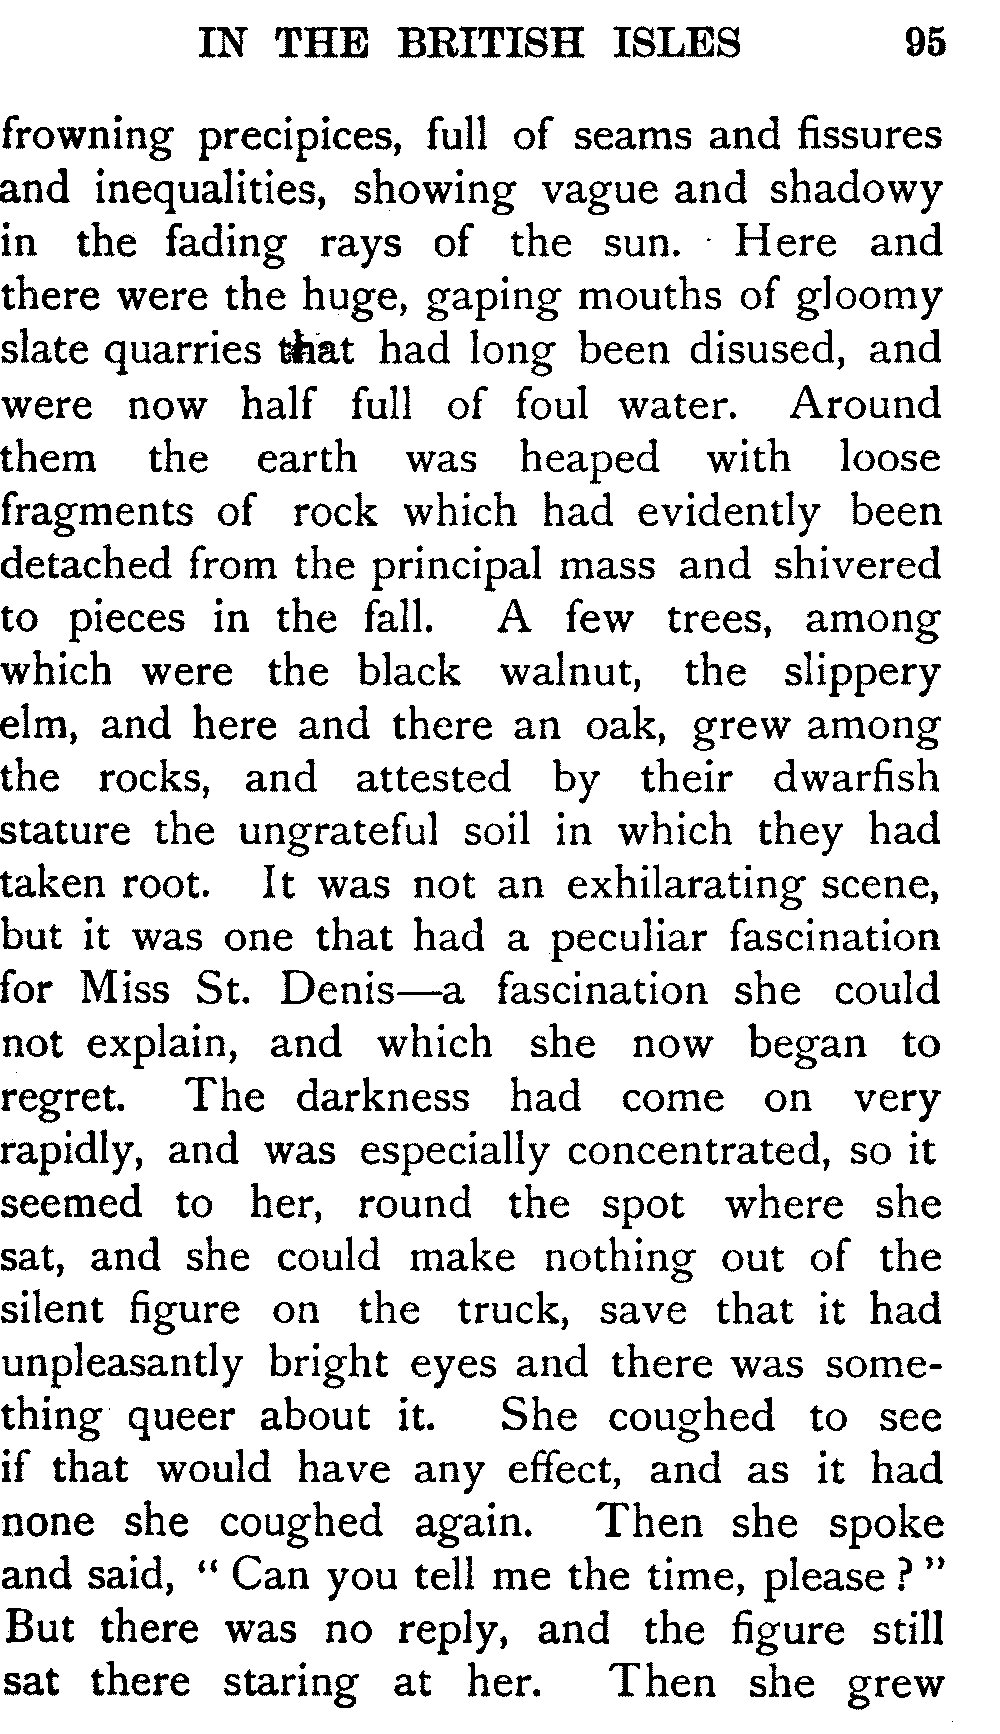 IN THE BRITISH ISLES 95
frowning precipices, full of seams and fissures
and inequalities, showing vague and shadowy
in the fading rays of the sun. Here and
there were the huge, gaping mouths of gloomy
slate quarries that had long been disused, and
were now half full of foul water. Around
them the earth was heaped with loose
fragments of rock which had evidently been
detached from the principal mass and shivered
to pieces in the fall. A few trees, among
which were the black walnut, the slippery
elm, and here and there an oak, grew among
the rocks, and attested by their dwarfish
stature the ungrateful soil in which they had
taken root. It was not an exhilarating scene,
but it was one that had a peculiar fascination
for Miss St. Denis—a fascination she could
not explain, and which she now began to
regret. The darkness had come on very
rapidly, and was especially concentrated, so it
seemed to her, round the spot where she
sat, and she could make nothing out of the
silent figure on the truck, save that it had
unpleasantly bright eyes and there was some-
thing queer about it. She coughed to see
if that would have any effect, and as it had
none she coughed again. Then she spoke
and said, “ Can you tell me the time, please ? ”
But there was no reply, and the figure still
sat there staring at her. Then she grew